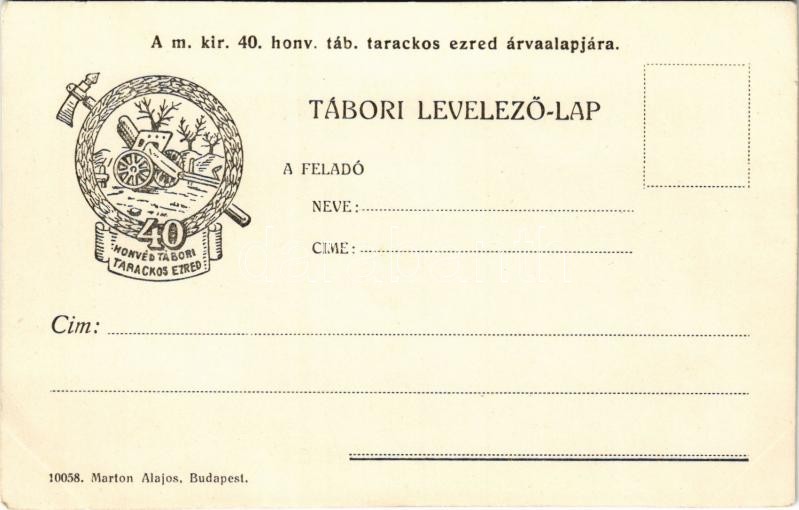 A m. kir. 40. honv. táb. tarackos ezred árvaalapjára.
TÁBORI LEVELEZŐ-LAP
A FELADÓ
NEVE:
CIME:
40
HONVÉD TÁBORI
TARACKOS EZRED
Cim:
10058. Marton Alajos, Budapest.